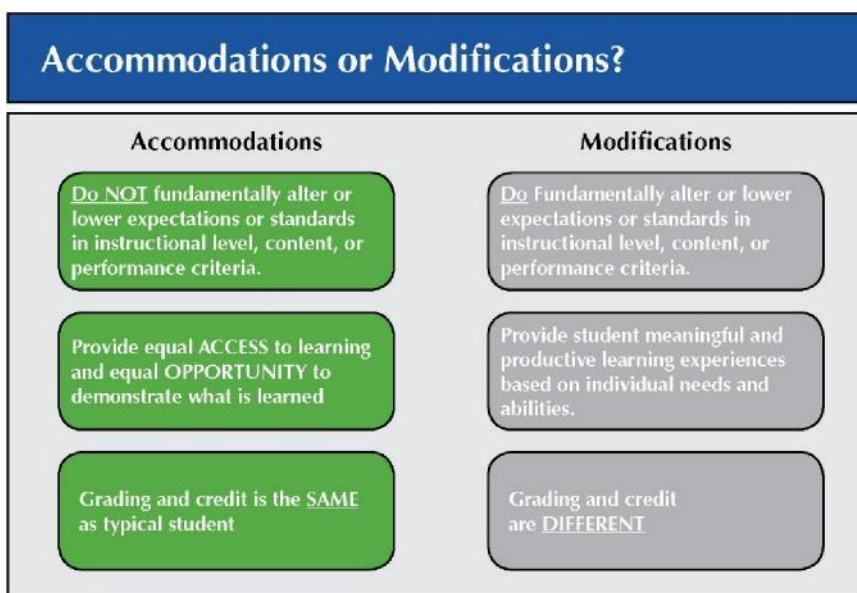 Accommodations or Modifications?
Accommodations
Do NOT fundamentally alter or
lower expectations or standards
in instructional level, content, or
performance criteria.
Provide equal ACCESS to learning
and equal OPPORTUNITY to
demonstrate what is learned
Grading and credit is the SAME
as typical student
Modifications
Do Fundamentally alter or lower
expectations or standards in
instructional level, content, or
performance criteria.
Provide student meaningful and
productive learning experiences
based on individual needs and
abilities.
Grading and credit
are DIFFERENT